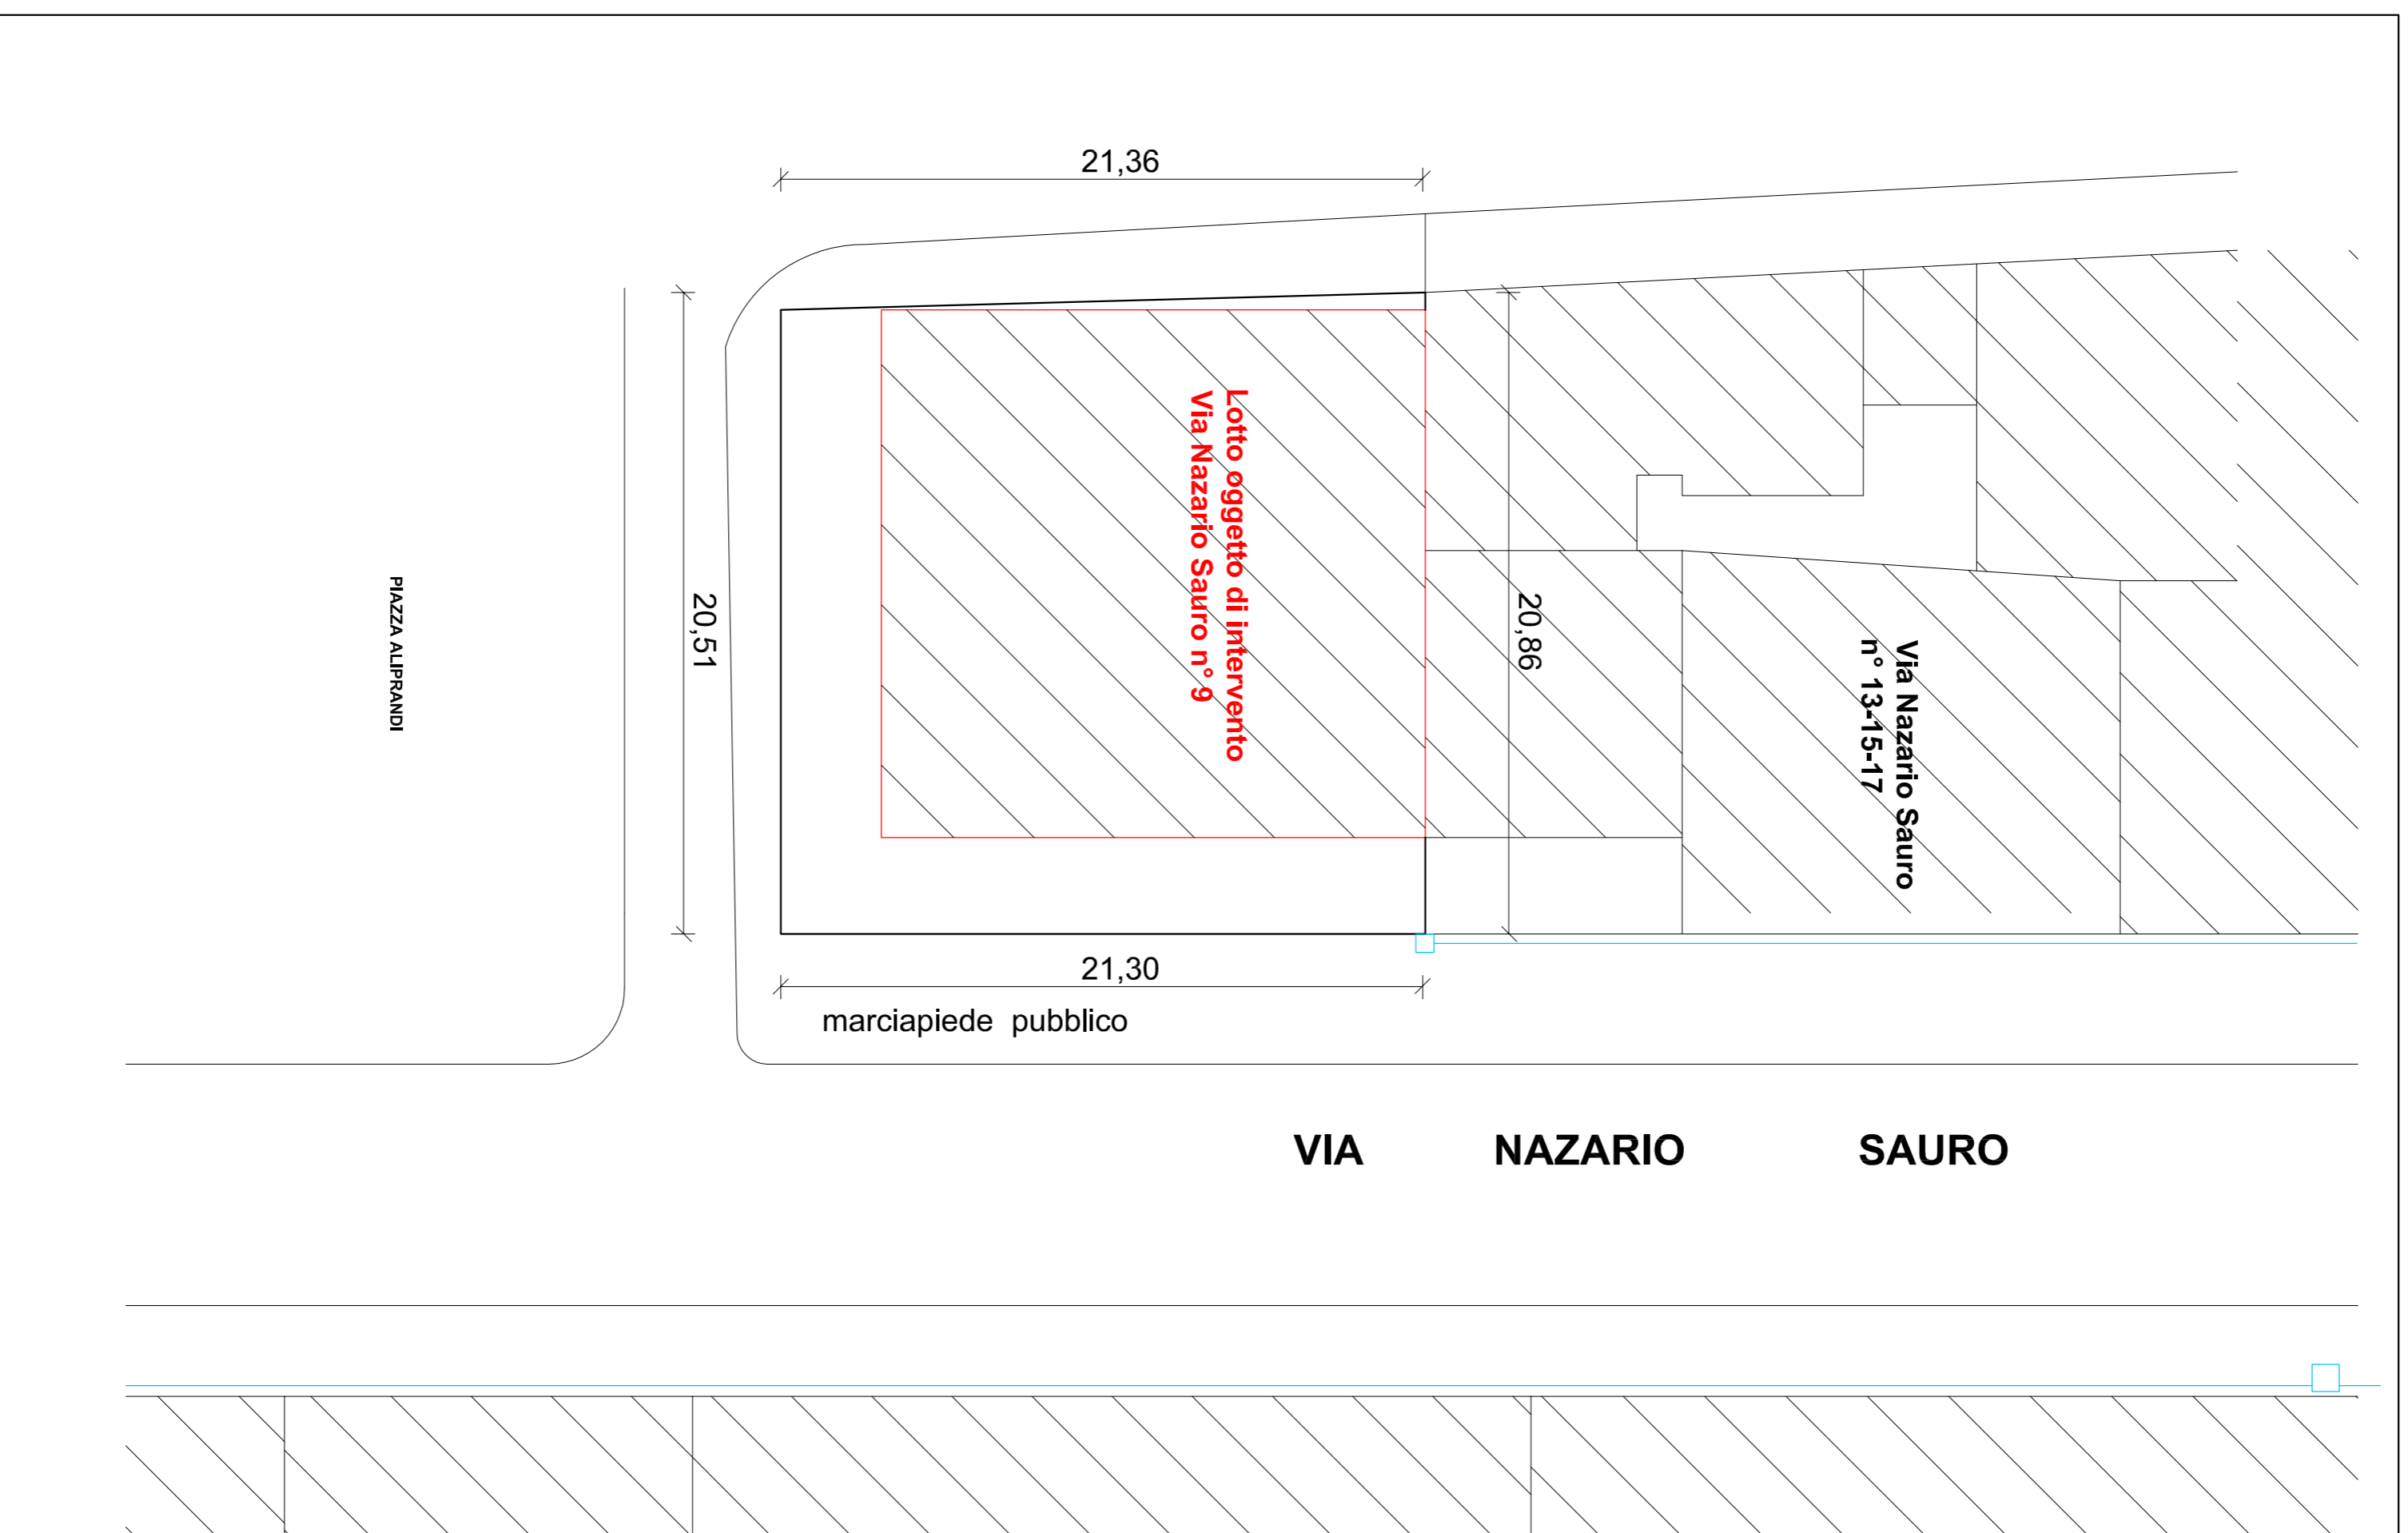 21,36
Lotto oggetto di intervento
Via Nazario Sauro n° 9
PIAZZA ALIPRANDI
20,51
20,86
Via Nazario Sauro
n° 13-15-17
21,30
marciapiede pubblico
VIA NAZARIO SAURO